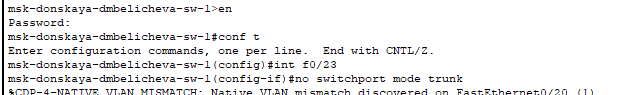 msk-donskaya-dmbelicheva-sw-1>en
Password:
msk-donskaya-dmbelicheva-sw-1#conf t
Enter configuration commands, one per line.  End with CNTL/Z.
msk-donskaya-dmbelicheva-sw-1(config)#int f0/23
msk-donskaya-dmbelicheva-sw-1(config-if)#no switchport mode trunk
%CDP-4-NATIVE_VLAN_MISMATCH: Native VLAN mismatch discovered on FastEthernet0/20 (1)